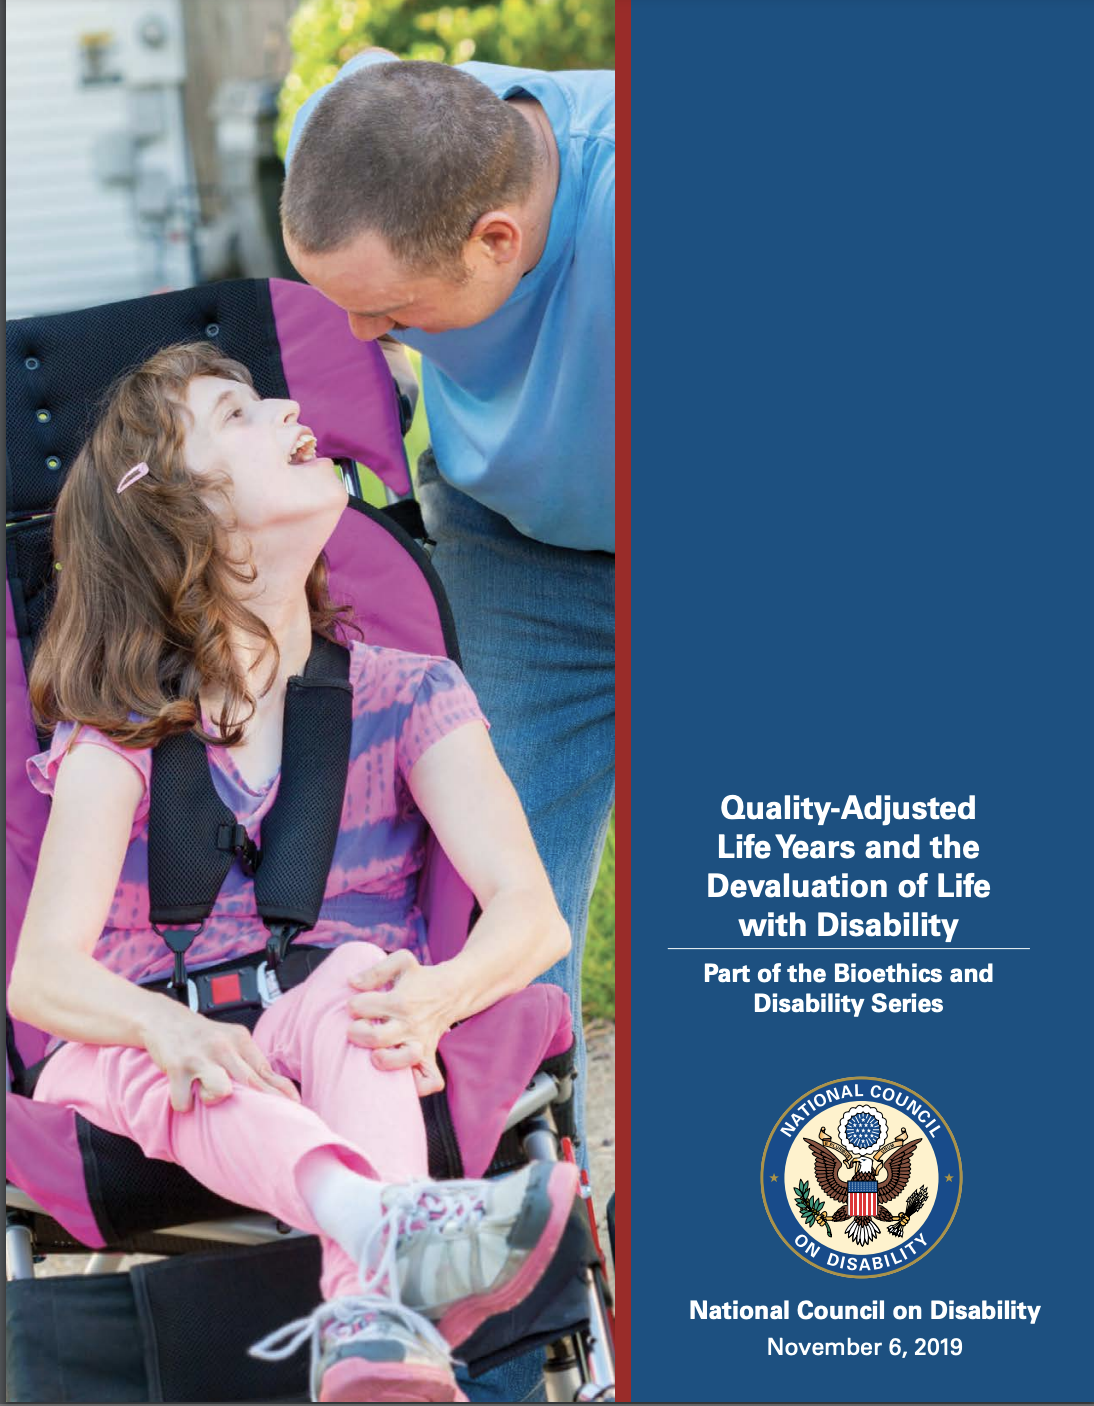 Quality-Adjusted
Life Years and the
Devaluation of Life
with Disability
Part of the Bioethics and
Disability Series
NATIONAL COUNCIL
ON DISABILITY
National Council on Disability
November 6, 2019